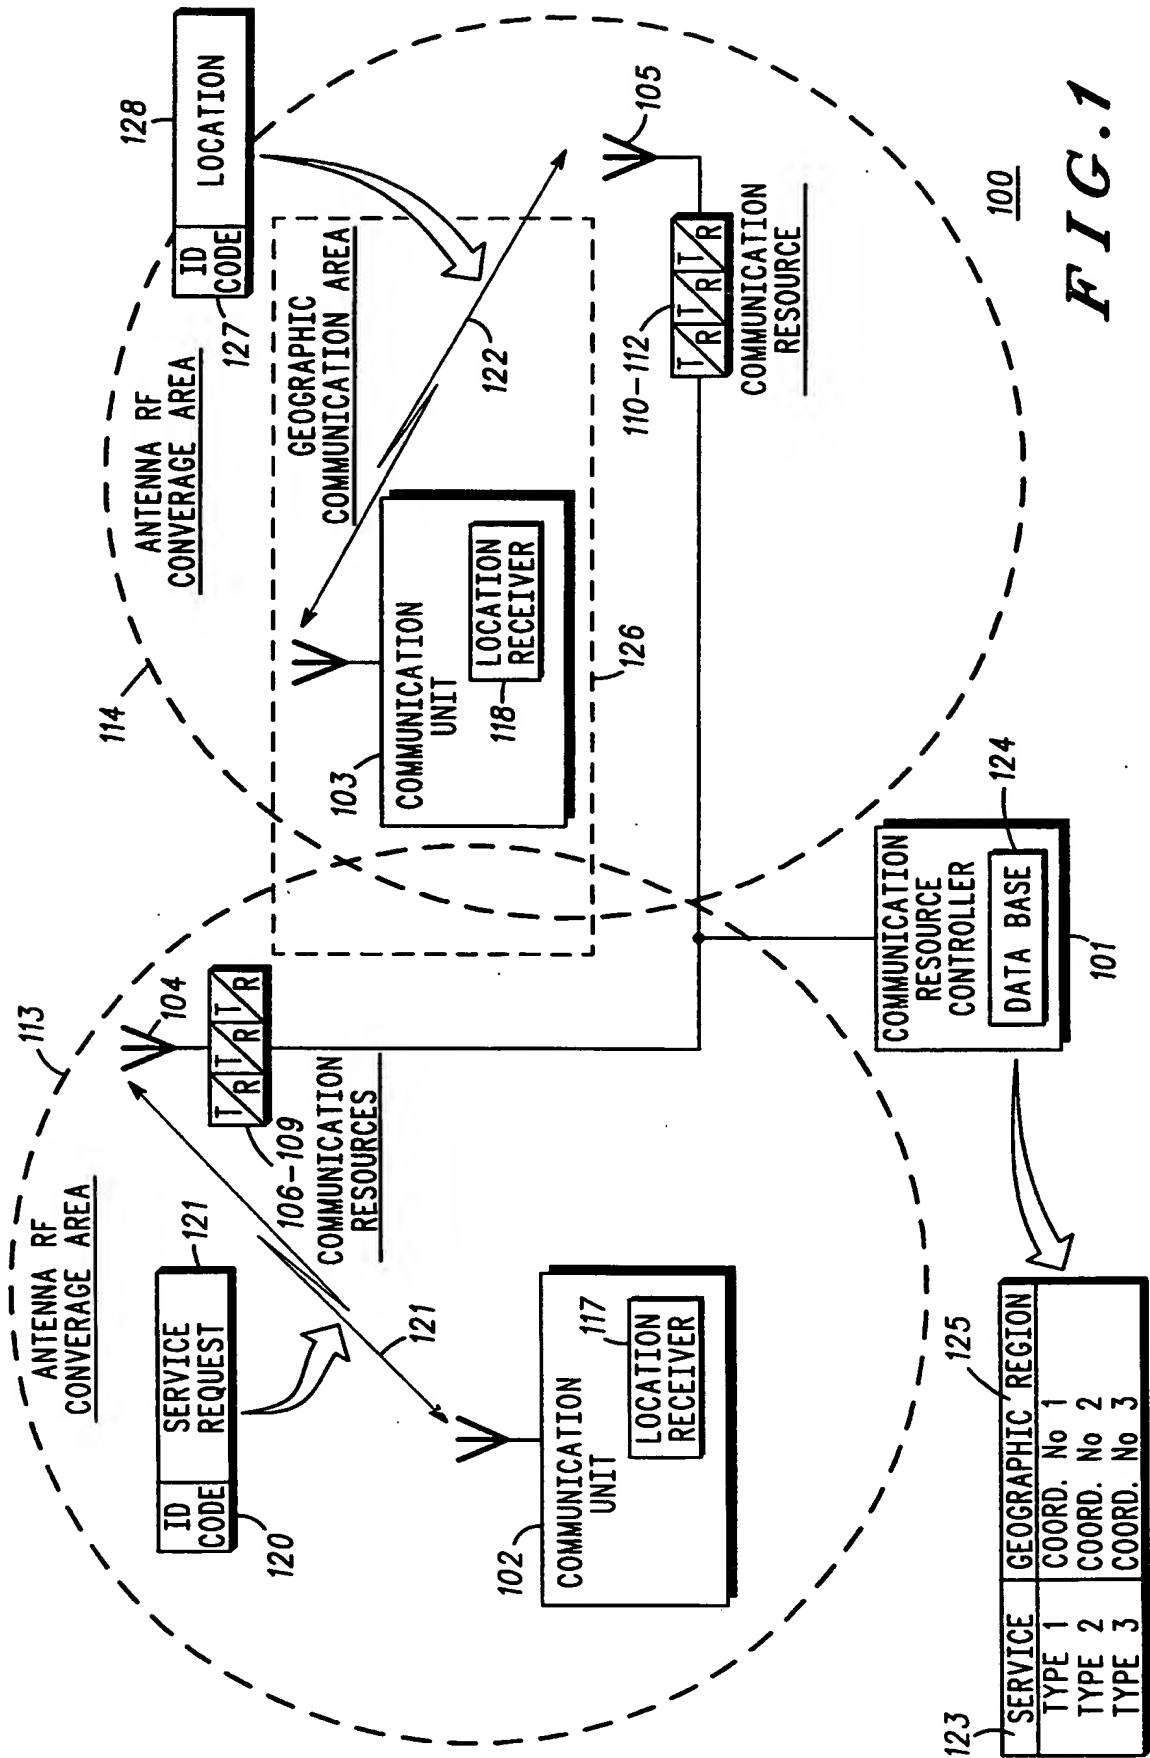 113
ANTENNA RF
CONVERAGE AREA
ID
CODE
SERVICE
REQUEST
120
121
104
T R T R T R
106-109
COMMUNICATION
RESOURCES
121
102
COMMUNICATION
UNIT
117
LOCATION
RECEIVER
114
ANTENNA RF
CONVERAGE AREA
ID
CODE
LOCATION
127
128
GEOGRAPHIC
COMMUNICATION AREA
122
103
COMMUNICATION
UNIT
118
LOCATION
RECEIVER
126
105
110-112
T R T R T R
COMMUNICATION
RESOURCE
COMMUNICATION
RESOURCE
CONTROLLER
DATA BASE
124
101
123
125
SERVICE GEOGRAPHIC REGION
TYPE 1 COORD. No 1
TYPE 2 COORD. No 2
TYPE 3 COORD. No 3
100
FIG.1